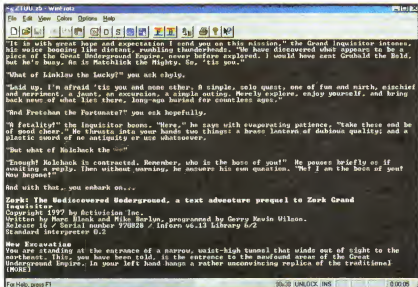 ZTUU.z5 - WinFrotz
File Edit View Colors Options Help
"It is with great hope and expectation I send you on this mission," the Grand Inquisitor intones,
his voice booming like distant, rumbling thunderheads. "We have discovered what appears to be a
piece of the Great Underground Empire, never before explored. I would have sent Gruthald the Bold,
but he's busy. As is Matchlick the Mighty. So, 'tis you."
"What of Linklew the Lucky?" you ask shyly.
"Laid up, I'm afraid 'tis you and none other. A simple, solo quest, one of fun and mirth, mischief
and merriment, a jaunt, an excursion, a simple outing. Merely explore, enjoy yourself, and bring
back news of what lies there, long-ago buried for countless ages."
"And Frestaban the Fortunate?" you ask hopefully.
"A fatality!" the Inquisitor booms. "Here," he says with evaporating patience, "take these and be
of good cheer." He thrusts into your hands two things: a brass lantern of dubious quality; and a
plastic sword of no antiquity or use whatsoever.
"But what of Kolchuck the
"Enough! Kolchuck is contracted. Remember, who is the boss of you?" He pauses briefly as if
awaiting a reply. Then without warning, he answers his own question. "Me! I am the boss of you!
Now begone!"
And with that, you embark on...
Zork: The Undiscovered Underground, a text adventure prequel to Zork Grand
Inquisitor
Copyright 1997 by Activision Inc.
Written by Marc Blank and Mike Berlyn, programmed by Gerry Kevin Wilson.
Release 16 / Serial number 970828 / Inform v6.13 Library 6/2
Standard interpreter 0.2
New Excavation
You are standing at the entrance of a narrow, waist-high tunnel that winds out of sight to the
northeast. This, you have been told, is the entrance to the newfound areas of the Great
Underground Empire. In your left hand hangs a rather unconvincing replica of the traditional
[MORE]
For Help, press F1
UNLOCK INS
0:00:05